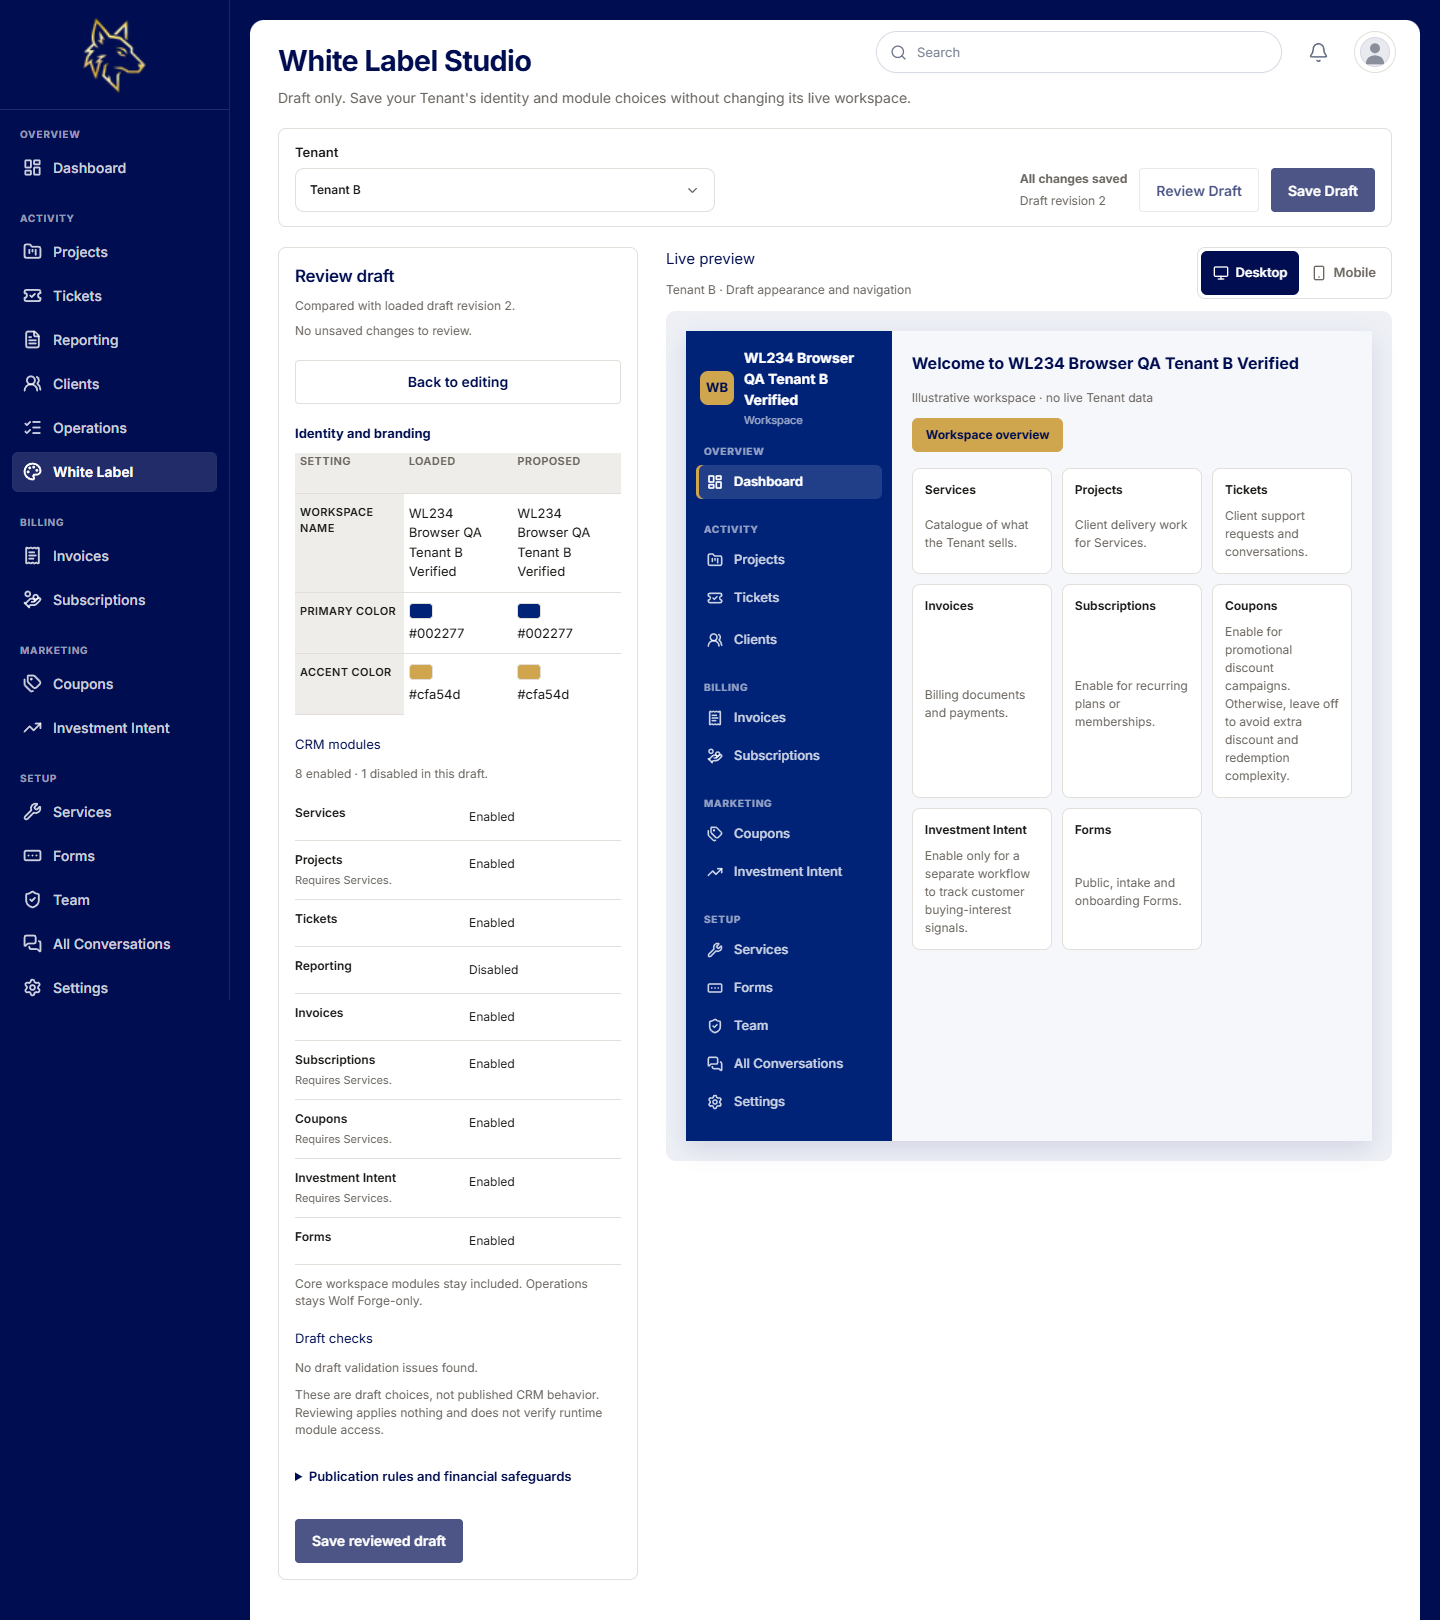 OVERVIEW
Dashboard
ACTIVITY
Projects
Tickets
Reporting
Clients
Operations
White Label
BILLING
Invoices
Subscriptions
MARKETING
Coupons
Investment Intent
SETUP
Services
Forms
Team
All Conversations
Settings
White Label Studio
Search
Draft only. Save your Tenant's identity and module choices without changing its live workspace.
Tenant
Tenant B
All changes saved
Draft revision 2
Review Draft
Save Draft
Review draft
Compared with loaded draft revision 2.
No unsaved changes to review.
Back to editing
Identity and branding
SETTING LOADED PROPOSED
WORKSPACE NAME
WL234
Browser QA
Tenant B
Verified
WL234
Browser QA
Tenant B
Verified
PRIMARY COLOR
#002277
#002277
ACCENT COLOR
#cfa54d
#cfa54d
CRM modules
8 enabled · 1 disabled in this draft.
Services Enabled
Projects Enabled
Requires Services.
Tickets Enabled
Reporting Disabled
Invoices Enabled
Subscriptions Enabled
Requires Services.
Coupons Enabled
Requires Services.
Investment Intent Enabled
Requires Services.
Forms Enabled
Core workspace modules stay included. Operations
stays Wolf Forge-only.
Draft checks
No draft validation issues found.
These are draft choices, not published CRM behavior.
Reviewing applies nothing and does not verify runtime
module access.
Publication rules and financial safeguards
Save reviewed draft
Live preview
Tenant B · Draft appearance and navigation
Desktop
Mobile
WB
WL234 Browser
QA Tenant B
Verified
Workspace
OVERVIEW
Dashboard
ACTIVITY
Projects
Tickets
Clients
BILLING
Invoices
Subscriptions
MARKETING
Coupons
Investment Intent
SETUP
Services
Forms
Team
All Conversations
Settings
Welcome to WL234 Browser QA Tenant B Verified
Illustrative workspace · no live Tenant data
Workspace overview
Services
Catalogue of what
the Tenant sells.
Projects
Client delivery work
for Services.
Tickets
Client support
requests and
conversations.
Invoices
Billing documents
and payments.
Subscriptions
Enable for recurring
plans or
memberships.
Coupons
Enable for
promotional
discount
campaigns.
Otherwise, leave off
to avoid extra
discount and
redemption
complexity.
Investment Intent
Enable only for a
separate workflow
to track customer
buying-interest
signals.
Forms
Public, intake and
onboarding Forms.